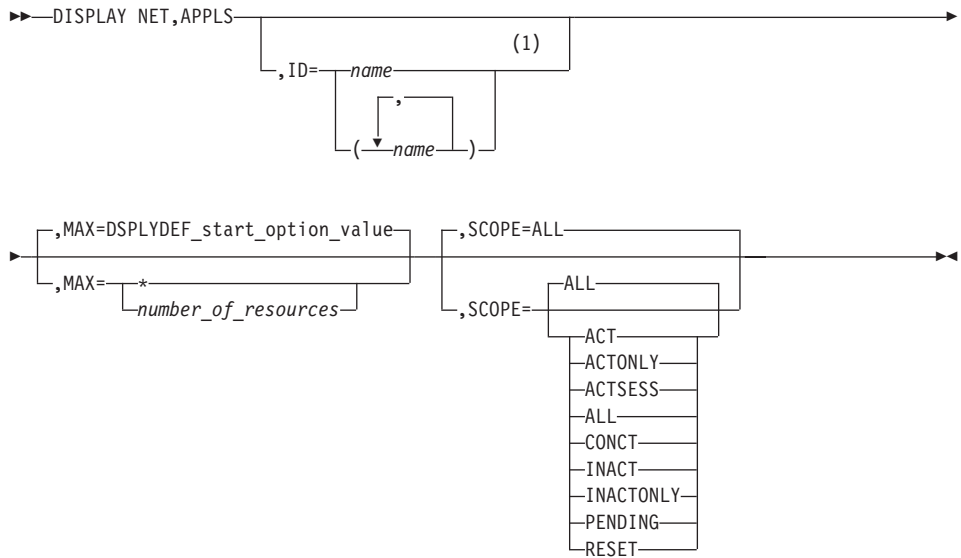 DISPLAY NET,APPLS
(1)
,ID= name
,
( name )
,MAX=DSPLYDEF_start_option_value
,SCOPE=ALL
,MAX= *
number_of_resources
,SCOPE=
ALL
ACT
ACTONLY
ACTSESS
ALL
CONCT
INACT
INACTONLY
PENDING
RESET